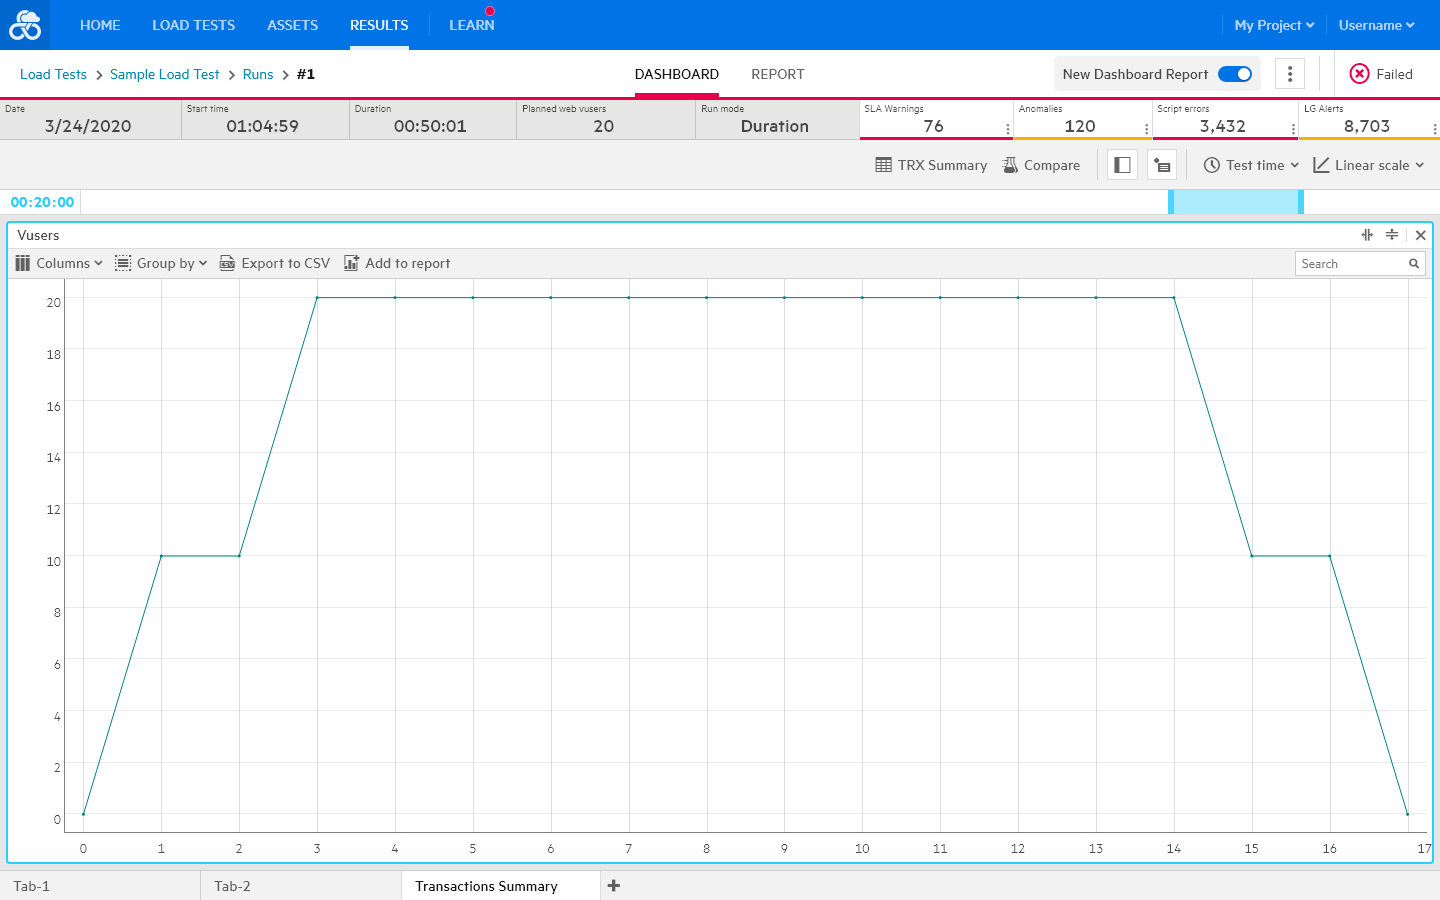 HOME LOAD TESTS ASSETS RESULTS LEARN My Project Username
Load Tests Sample Load Test Runs #1 DASHBOARD REPORT New Dashboard Report Failed
Date Start time Duration Planned web vusers Run mode SLA Warnings Anomalies Script errors LG Alerts
3/24/2020 01:04:59 00:50:01 20 Duration 76 120 3,432 8,703
TRX Summary Compare Test time Linear scale
00:20:00
Vusers
Columns Group by CSV Export to CSV Add to report Search
20
18
16
14
12
10
8
6
4
2
0
0 1 2 3 4 5 6 7 8 9 10 11 12 13 14 15 16 17
Tab-1 Tab-2 Transactions Summary